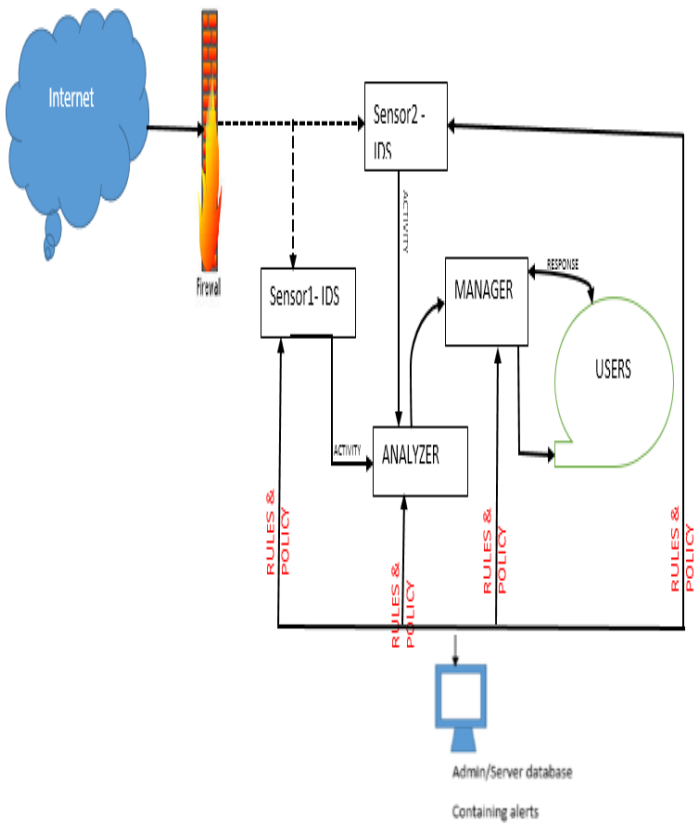 Internet
Firewall
Sensor2 -
IDS
ACTIVITY
Sensor1- IDS
MANAGER
RESPONSE
USERS
ACTIVITY
ANALYZER
RULES &
POLICY
RULES &
POLICY
RULES &
POLICY
RULES &
POLICY
Admin/Server database
Containing alerts